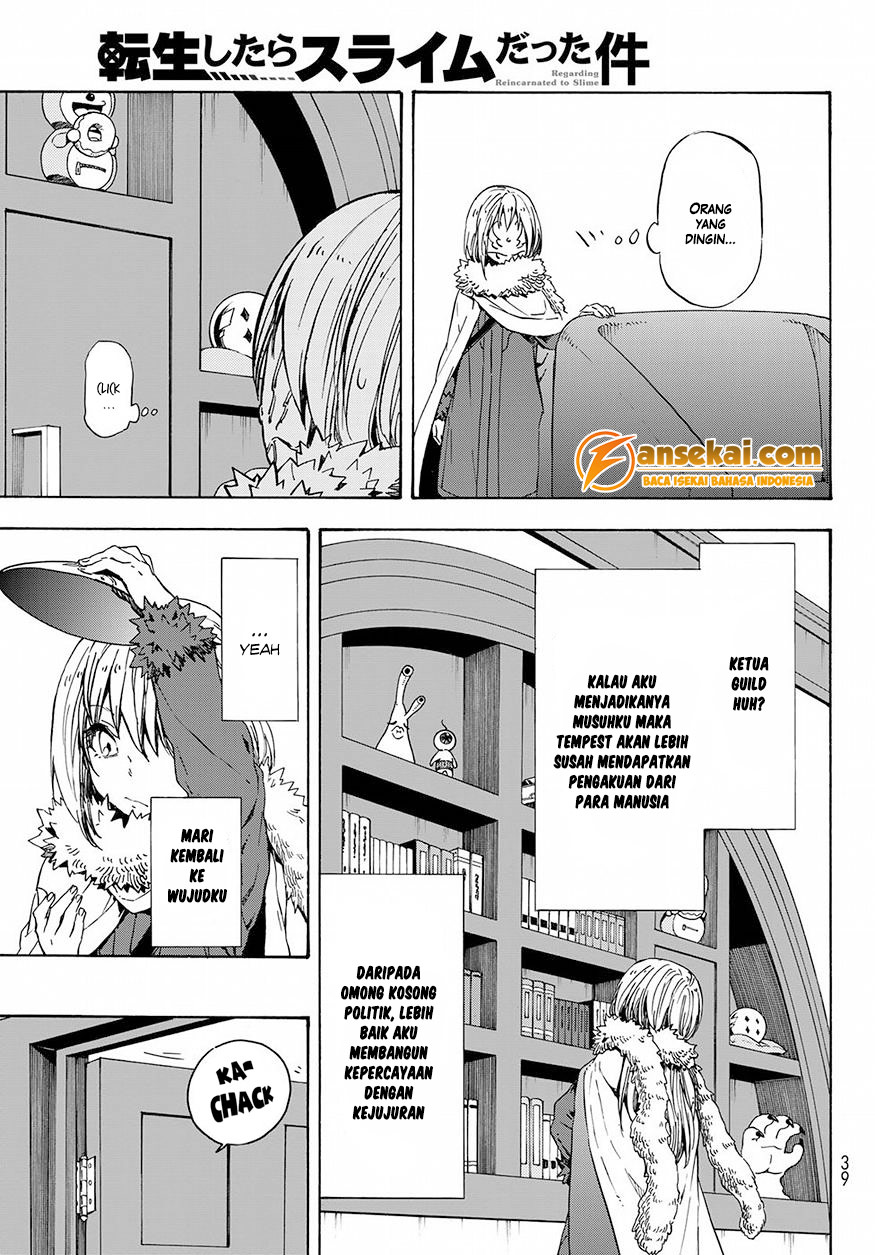 転生したらスライムだった件
Regarding
Reincarnated to Slime
ORANG
YANG
DINGIN...
CLICK
...
ansekai.com
BACA ISEKAI BAHASA INDONESIA
KETUA
GUILD
HUH?
KALAU AKU
MENJADIKANYA
MUSUHKU MAKA
TEMPEST AKAN LEBIH
SUSAH MENDAPATKAN
PENGAKUAN DARI
PARA MANUSIA
DARIPADA
OMONG KOSONG
POLITIK, LEBIH
BAIK AKU
MEMBANGUN
KEPERCAYAAN
DENGAN
KEJUJURAN
...
YEAH
MARI
KEMBALI
KE
WUJUDKU
KA-
CHACK
39